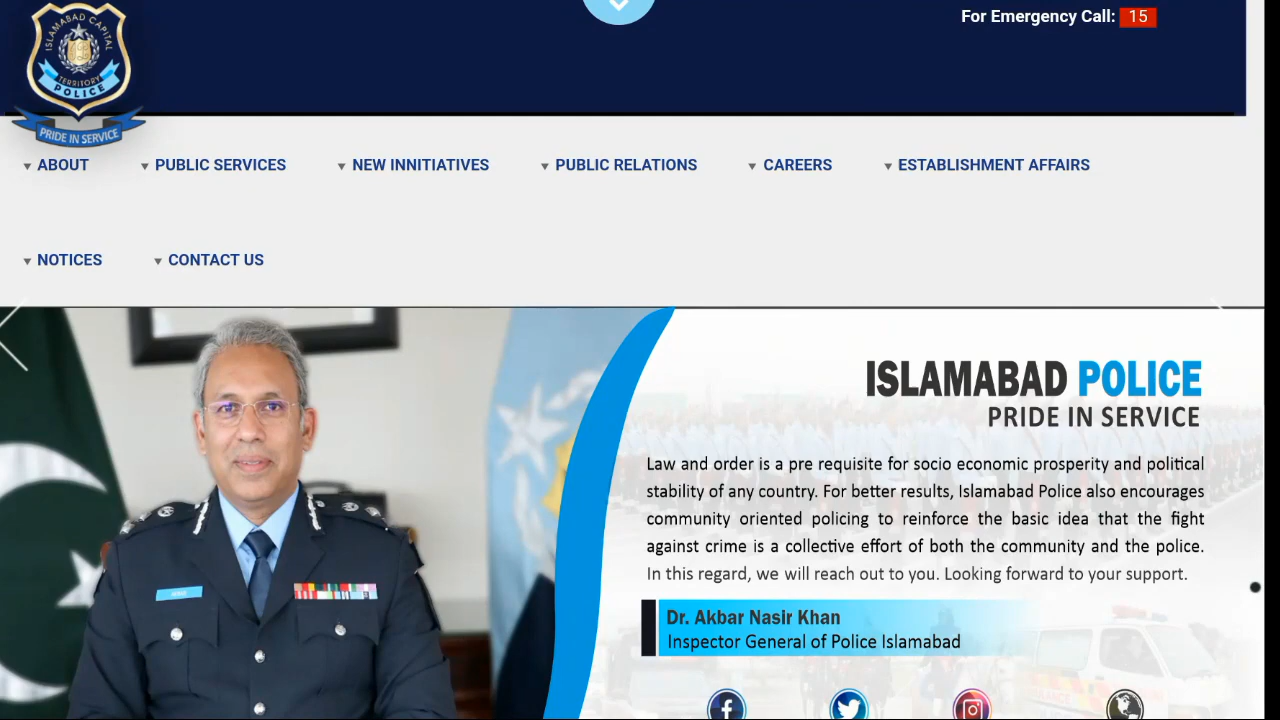 For Emergency Call: 15
ISLAMABAD CAPITAL
TERRITORY
POLICE
PRIDE IN SERVICE
ABOUT
PUBLIC SERVICES
NEW INNITIATIVES
PUBLIC RELATIONS
CAREERS
ESTABLISHMENT AFFAIRS
NOTICES
CONTACT US
ISLAMABAD POLICE
PRIDE IN SERVICE
Law and order is a pre requisite for socio economic prosperity and political
stability of any country. For better results, Islamabad Police also encourages
community oriented policing to reinforce the basic idea that the fight
against crime is a collective effort of both the community and the police.
In this regard, we will reach out to you. Looking forward to your support.
Dr. Akbar Nasir Khan
Inspector General of Police Islamabad